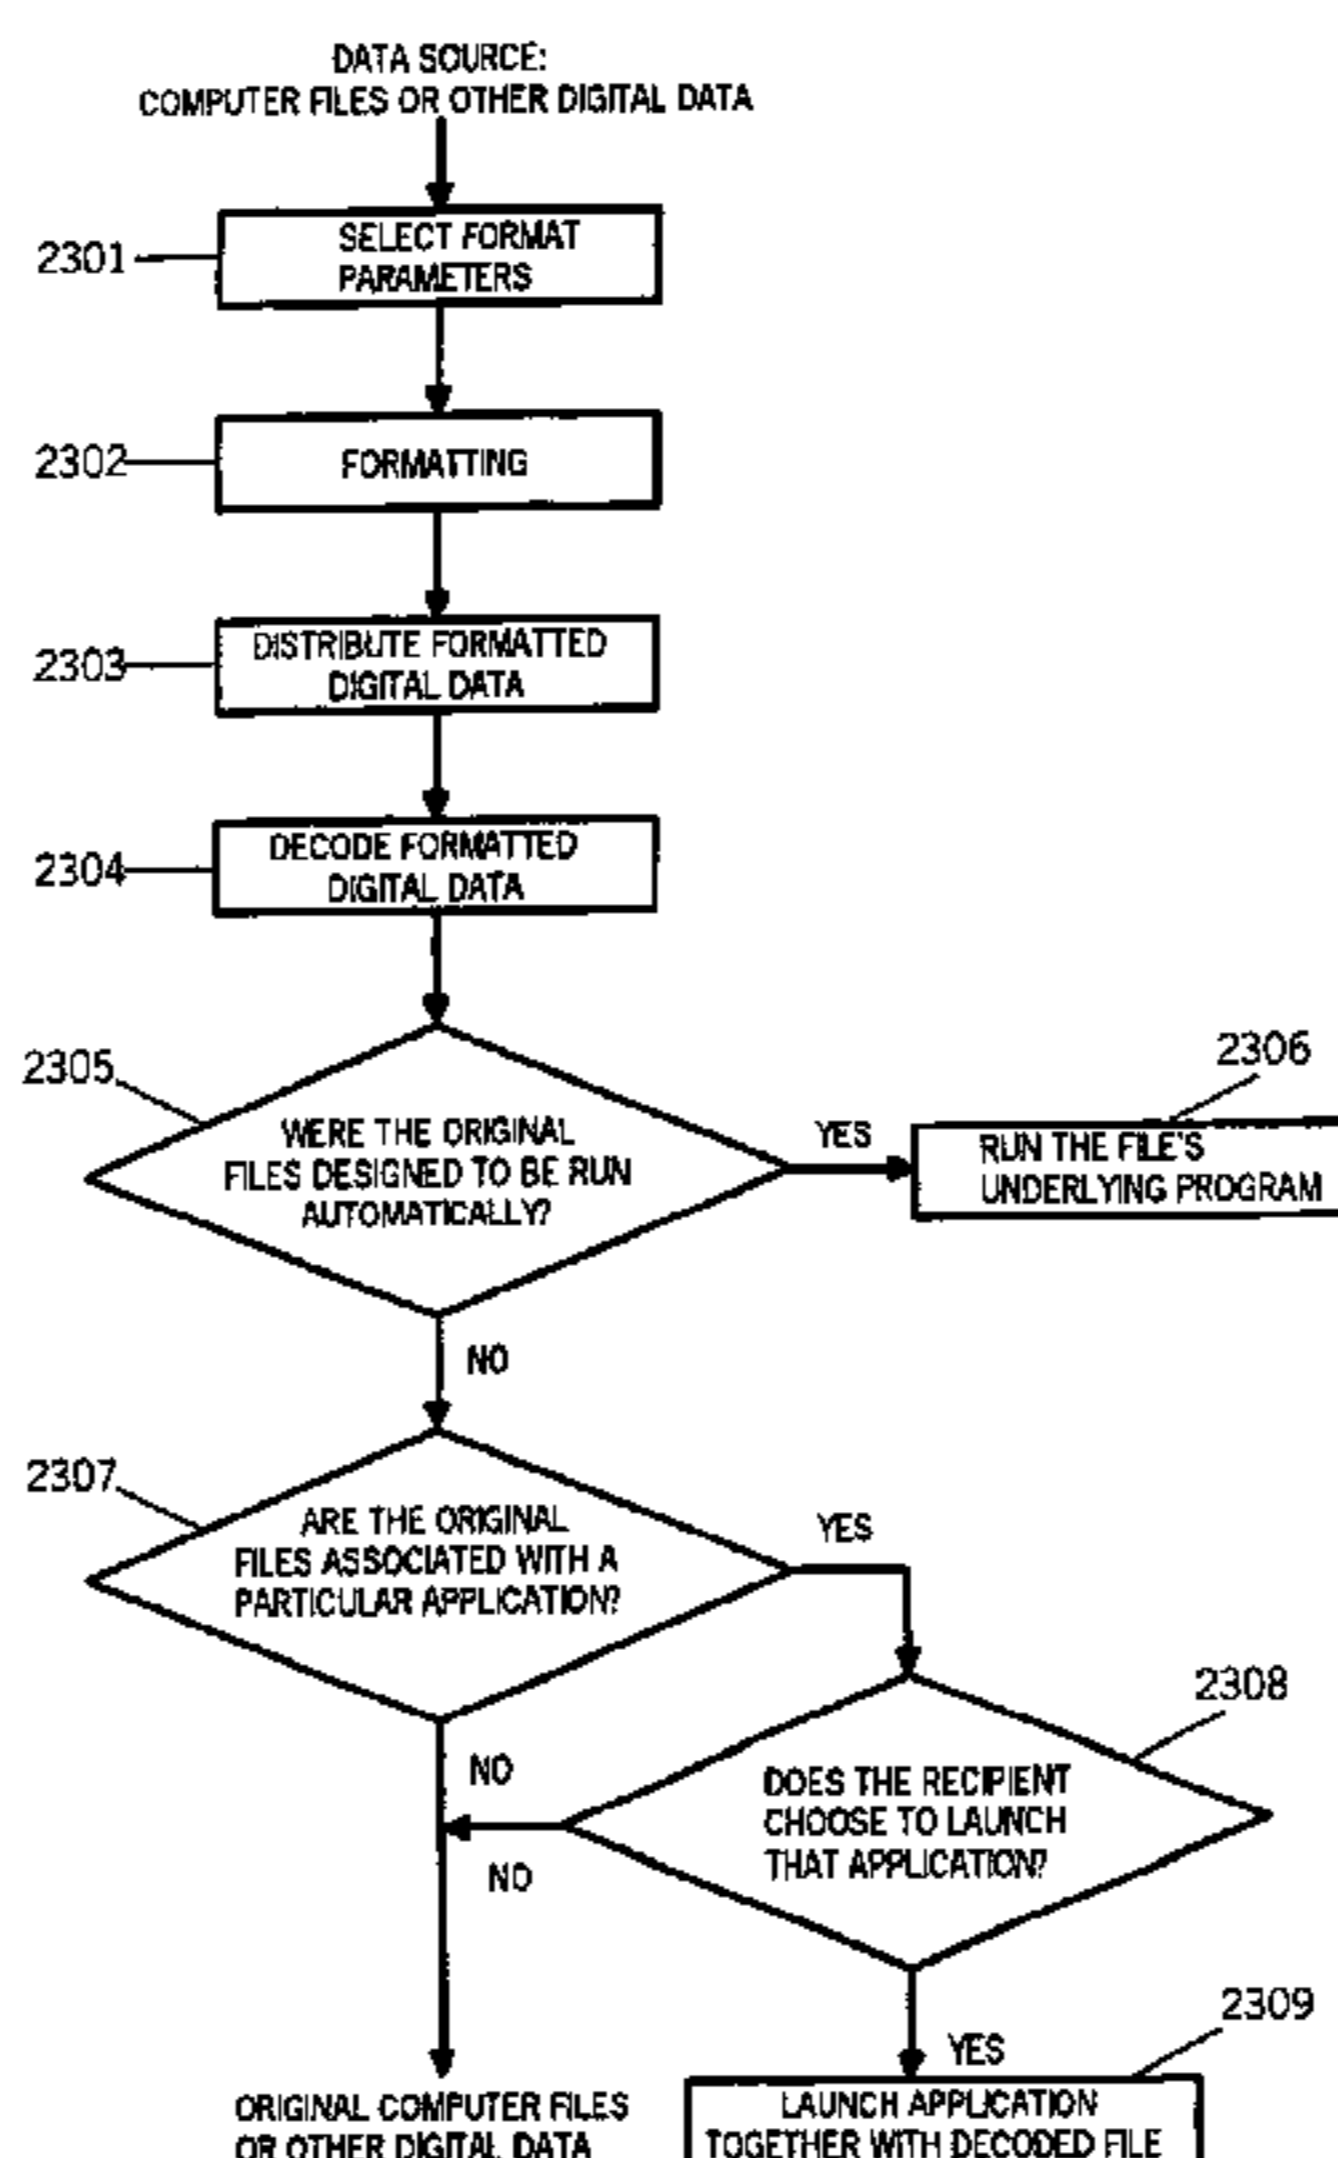 DATA SOURCE:
COMPUTER FILES OR OTHER DIGITAL DATA
2301
SELECT FORMAT
PARAMETERS
2302
FORMATTING
2303
DISTRIBUTE FORMATTED
DIGITAL DATA
2304
DECODE FORMATTED
DIGITAL DATA
2305
WERE THE ORIGINAL
FILES DESIGNED TO BE RUN
AUTOMATICALLY?
YES
2306
RUN THE FILE'S
UNDERLYING PROGRAM
NO
2307
ARE THE ORIGINAL
FILES ASSOCIATED WITH A
PARTICULAR APPLICATION?
YES
2308
DOES THE RECIPIENT
CHOOSE TO LAUNCH
THAT APPLICATION?
NO
NO
YES
2309
ORIGINAL COMPUTER FILES
OR OTHER DIGITAL DATA
LAUNCH APPLICATION
TOGETHER WITH DECODED FILE